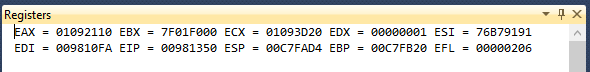 Registers
EAX = 01092110 EBX = 7F01F000 ECX = 01093D20 EDX = 00000001 ESI = 76B79191
EDI = 009810FA EIP = 00981350 ESP = 00C7FAD4 EBP = 00C7FB20 EFL = 00000206